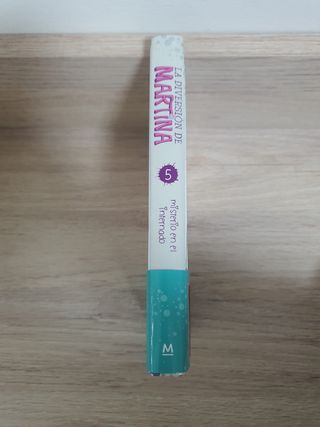 LA DIVERSIÓN DE
MARTINA
5
misterio en el
internado
M